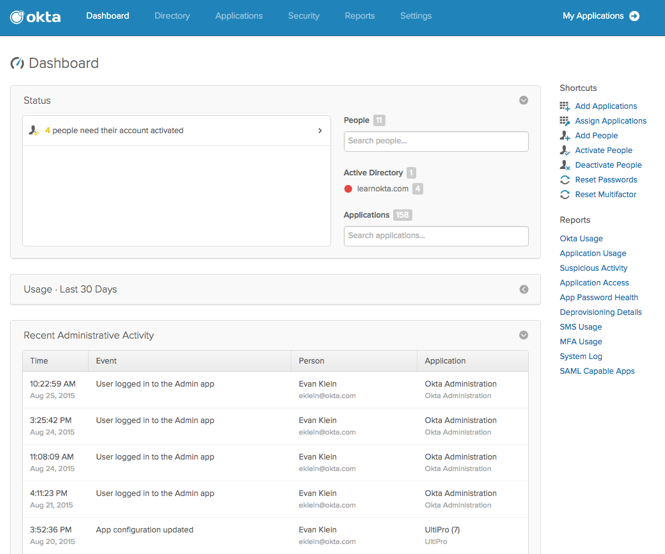 okta
Dashboard Directory Applications Security Reports Settings My Applications
Dashboard
Status
4 people need their account activated
People 11
Search people...
Active Directory 1
learnokta.com 4
Applications 158
Search applications...
Usage · Last 30 Days
Recent Administrative Activity
Time Event Person Application
10:22:59 AM User logged in to the Admin app Evan Klein Okta Administration
Aug 25, 2015 eklein@okta.com Okta Administration
3:25:42 PM User logged in to the Admin app Evan Klein Okta Administration
Aug 24, 2015 eklein@okta.com Okta Administration
11:08:09 AM User logged in to the Admin app Evan Klein Okta Administration
Aug 24, 2015 eklein@okta.com Okta Administration
4:11:23 PM User logged in to the Admin app Evan Klein Okta Administration
Aug 21, 2015 eklein@okta.com Okta Administration
3:52:36 PM App configuration updated Evan Klein UltiPro (7)
Aug 20, 2015 eklein@okta.com UltiPro
Shortcuts
Add Applications
Assign Applications
Add People
Activate People
Deactivate People
Reset Passwords
Reset Multifactor
Reports
Okta Usage
Application Usage
Suspicious Activity
Application Access
App Password Health
Deprovisioning Details
SMS Usage
MFA Usage
System Log
SAML Capable Apps